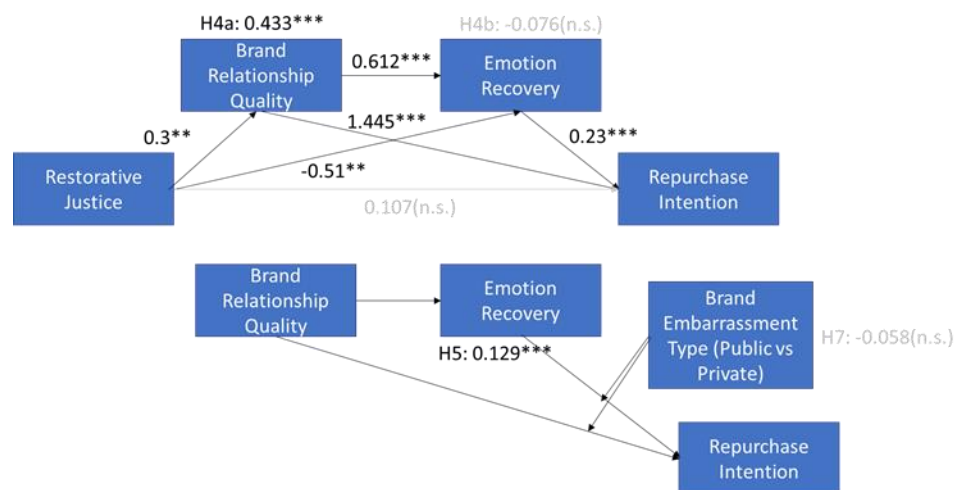 H4a: 0.433***
H4b: -0.076(n.s.)
Brand
Relationship
Quality
0.612***
Emotion
Recovery
0.3**
1.445***
0.23***
-0.51**
Restorative
Justice
Repurchase
Intention
0.107(n.s.)
Brand
Relationship
Quality
Emotion
Recovery
Brand
Embarrassment
Type (Public vs
Private)
H7: -0.058(n.s.)
H5: 0.129***
Repurchase
Intention